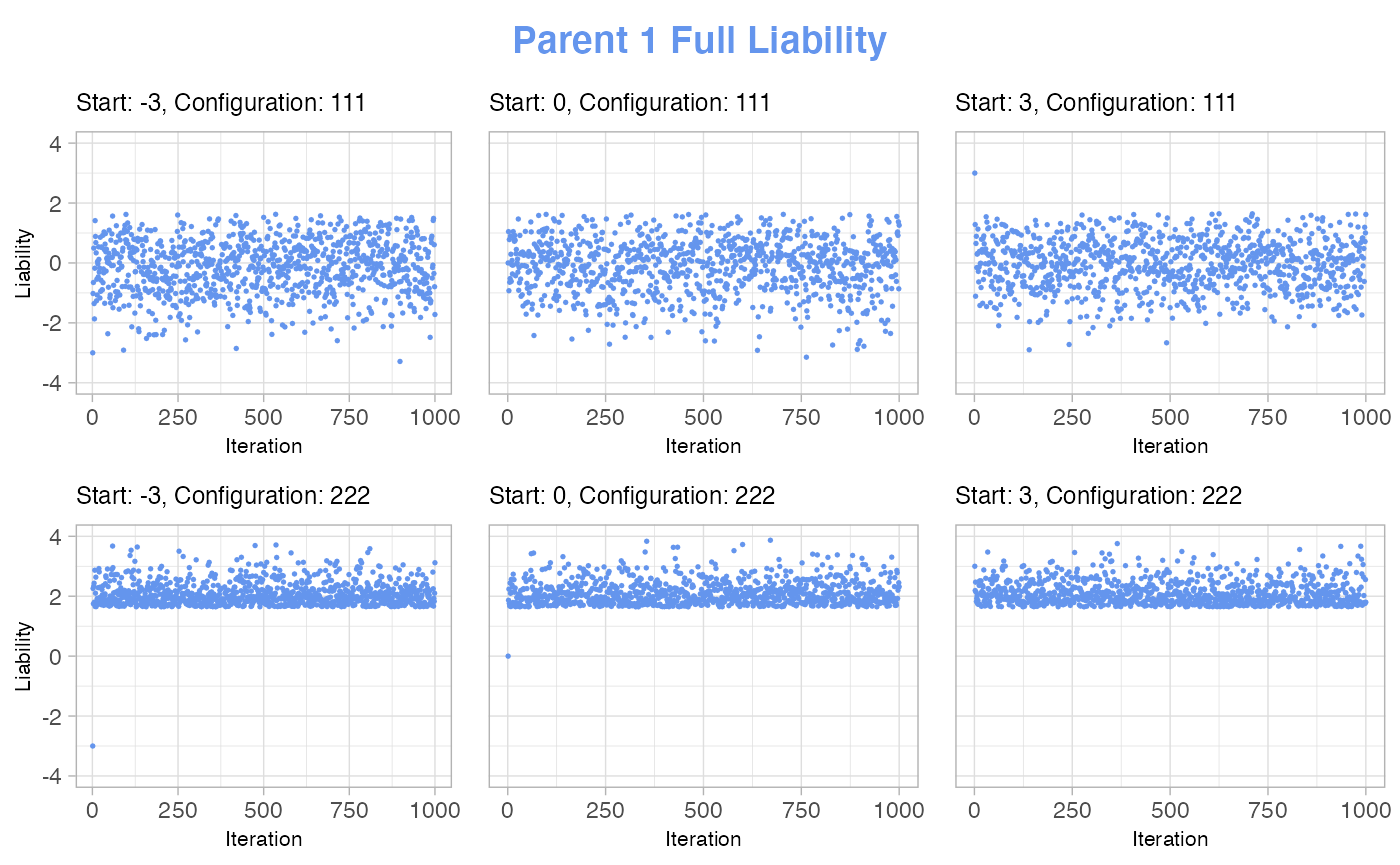 Parent 1 Full Liability
Start: -3, Configuration: 111
Start: 0, Configuration: 111
Start: 3, Configuration: 111
Liability
4
2
0
-2
-4
0 250 500 750 1000
0 250 500 750 1000
0 250 500 750 1000
Iteration
Iteration
Iteration
Start: -3, Configuration: 222
Start: 0, Configuration: 222
Start: 3, Configuration: 222
Liability
4
2
0
-2
-4
0 250 500 750 1000
0 250 500 750 1000
0 250 500 750 1000
Iteration
Iteration
Iteration